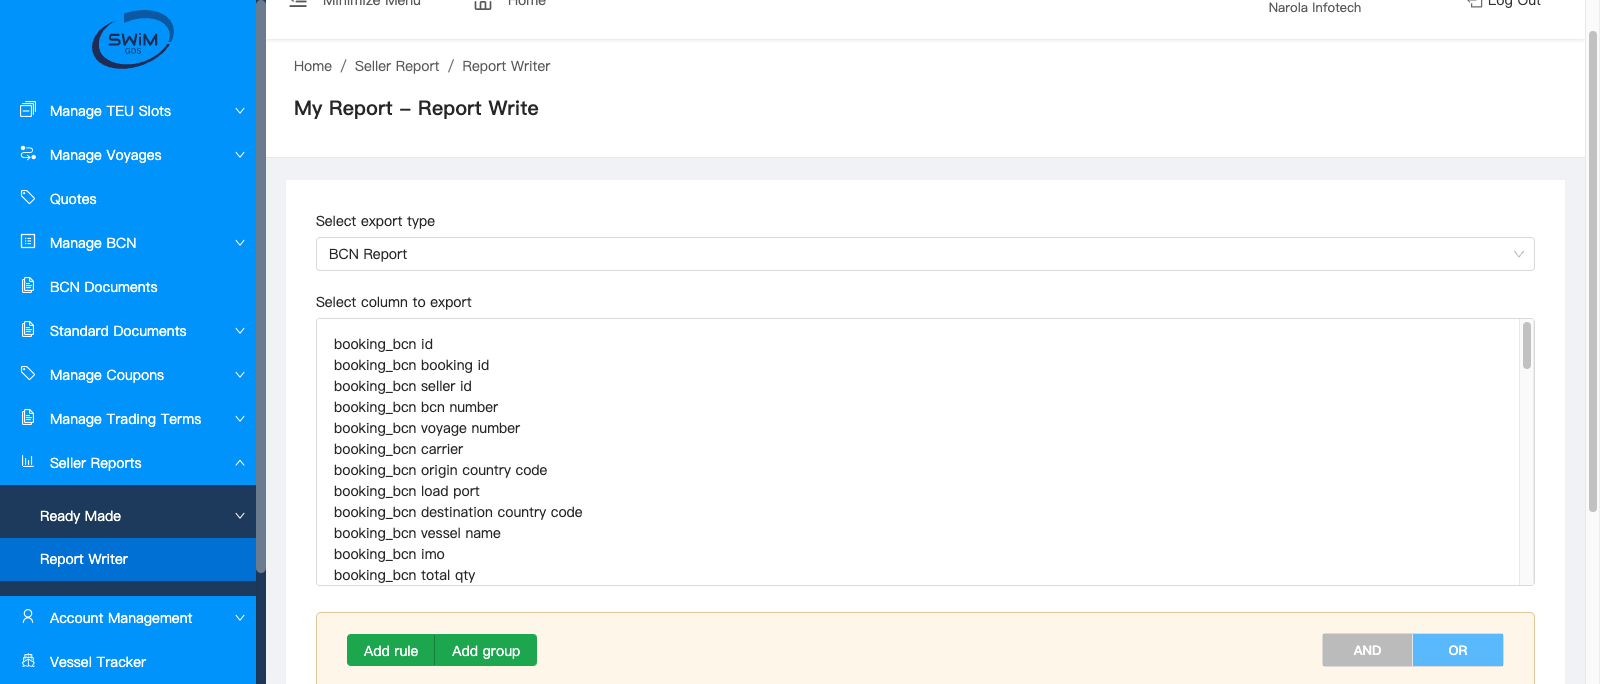 Minimize Menu
Home
Narola Infotech
Log Out
SWiM
GDS
Manage TEU Slots
Manage Voyages
Quotes
Manage BCN
BCN Documents
Standard Documents
Manage Coupons
Manage Trading Terms
Seller Reports
Ready Made
Report Writer
Account Management
Vessel Tracker
Home / Seller Report / Report Writer
My Report – Report Write
Select export type
BCN Report
Select column to export
booking_bcn id
booking_bcn booking id
booking_bcn seller id
booking_bcn bcn number
booking_bcn voyage number
booking_bcn carrier
booking_bcn origin country code
booking_bcn load port
booking_bcn destination country code
booking_bcn vessel name
booking_bcn imo
booking_bcn total qty
Add rule
Add group
AND
OR